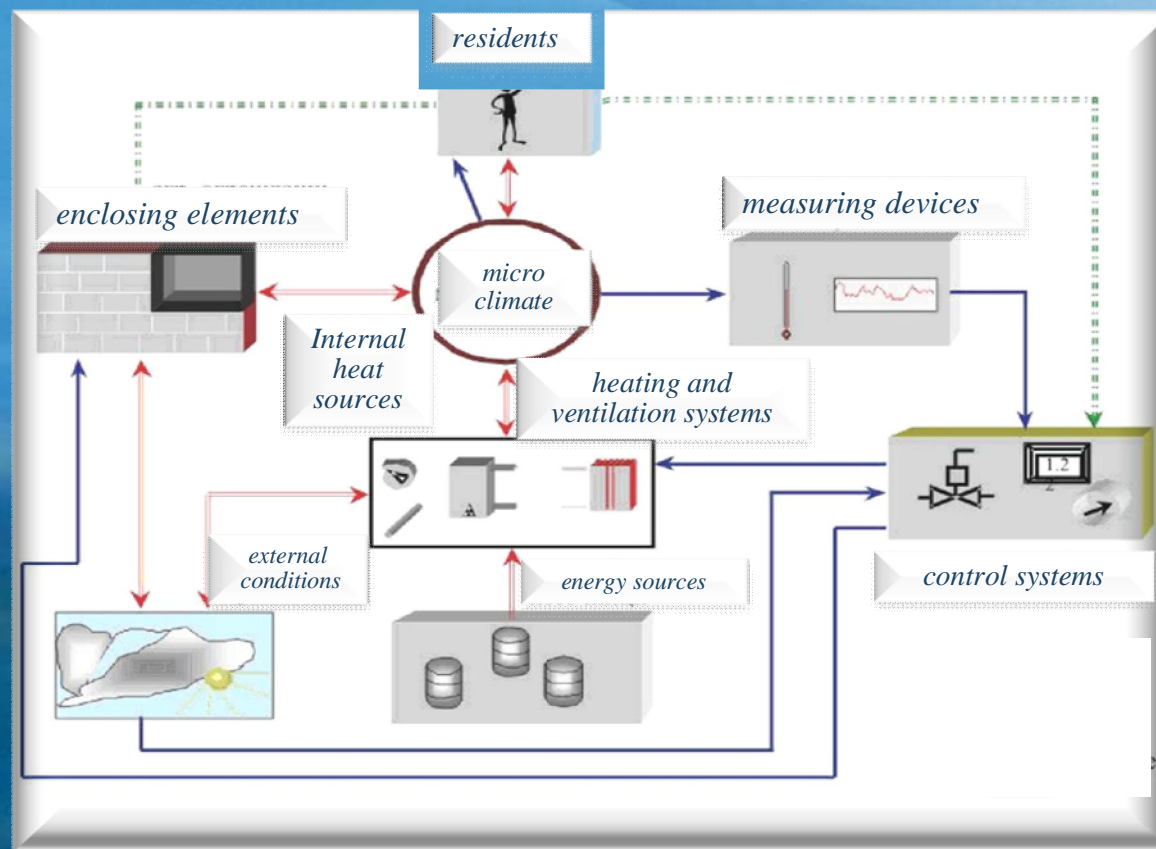 residents
enclosing elements
measuring devices
micro
climate
Internal
heat
sources
heating and
ventilation systems
1.2
2
external
conditions
energy sources
control systems
e